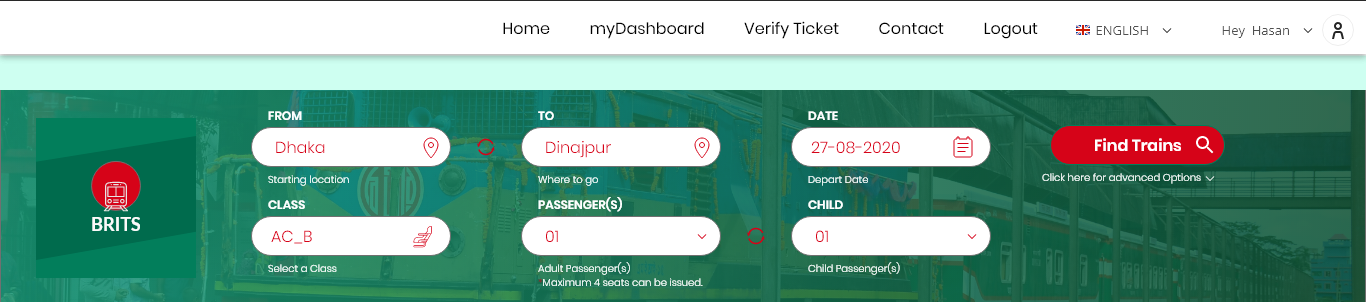 Home myDashboard Verify Ticket Contact Logout ENGLISH Hey Hasan
FROM TO DATE
Dhaka Dinajpur 27-08-2020 Find Trains
Starting location Where to go Depart Date Click here for advanced Options
CLASS PASSENGER(S) CHILD
BRITS
AC_B 01 01
Select a Class Adult Passenger(s) Child Passenger(s)
Maximum 4 seats can be issued.